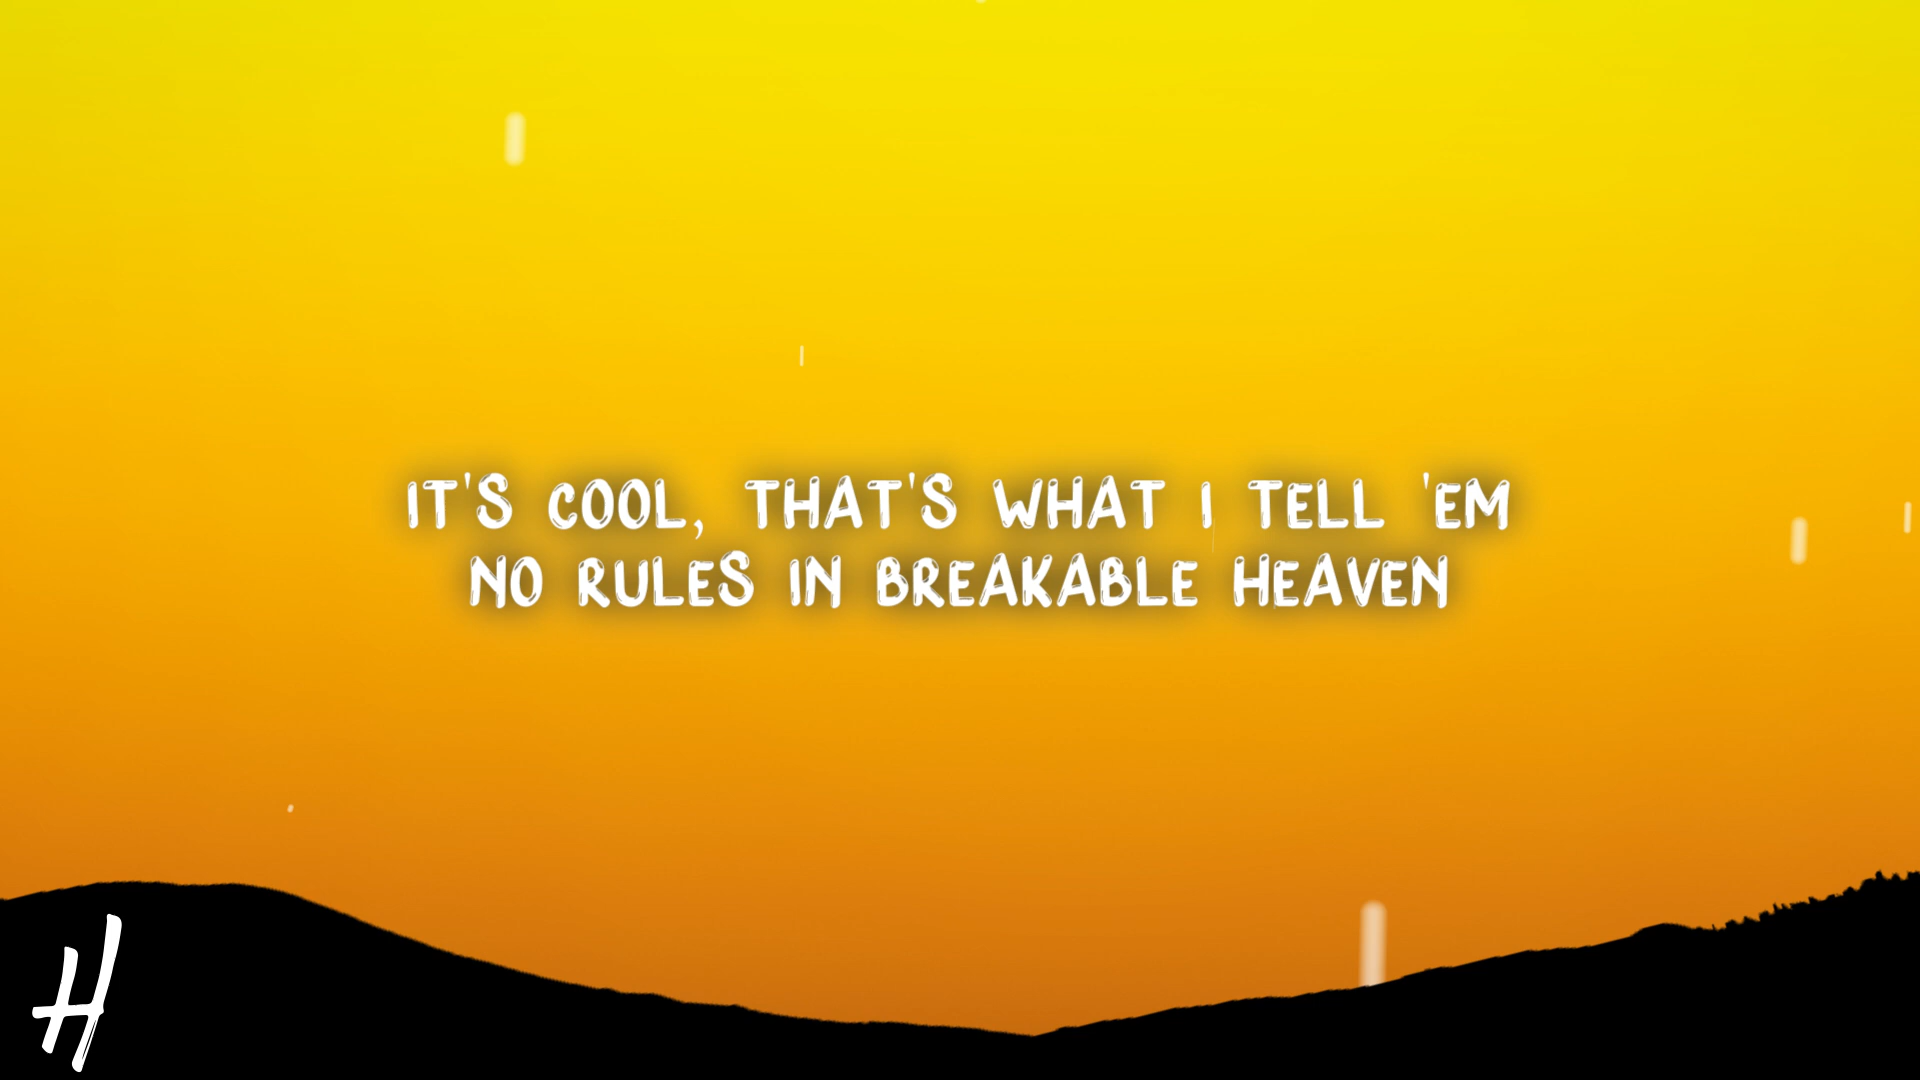 IT'S COOL, THAT'S WHAT I TELL 'EM
NO RULES IN BREAKABLE HEAVEN
H